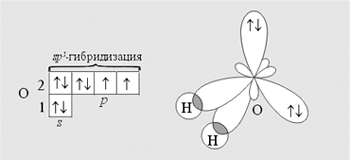 sp³-гибридизация
2 ↑↓ ↑↓ ↑ ↑
O
1 ↑↓
p
s
↑↓
H
O
↑↓
H